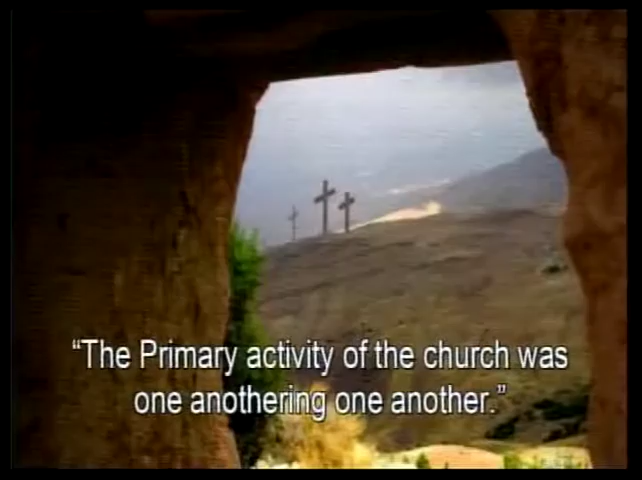 “The Primary activity of the church was
one anothering one another.”